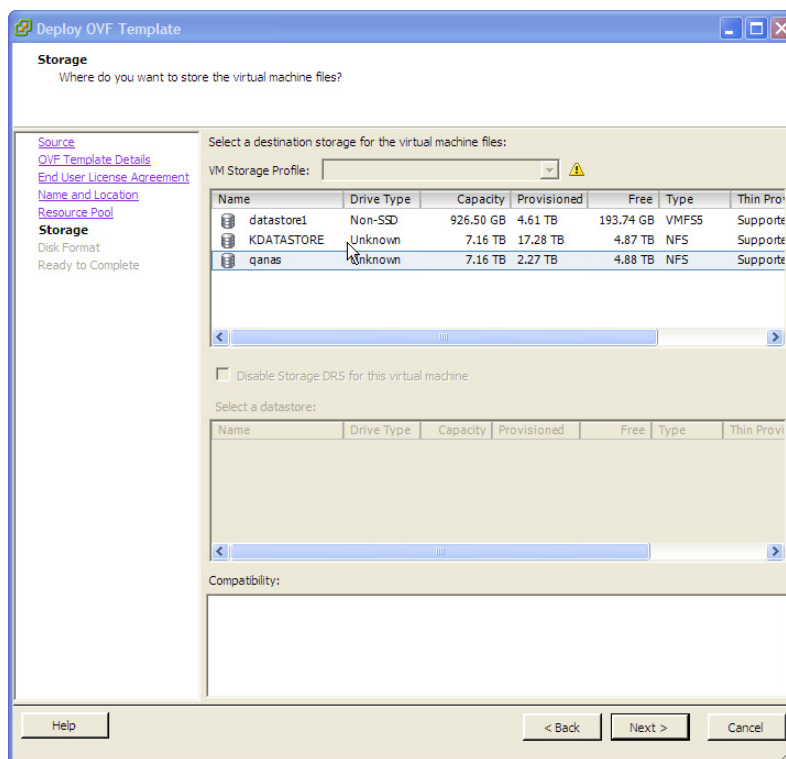 Deploy OVF Template
Storage
Where do you want to store the virtual machine files?
Source
OVF Template Details
End User License Agreement
Name and Location
Resource Pool
Storage
Disk Format
Ready to Complete
Select a destination storage for the virtual machine files:
VM Storage Profile:
Name Drive Type Capacity Provisioned Free Type Thin Prov
datastore1 Non-SSD 926.50 GB 4.61 TB 193.74 GB VMFS5 Supporte
KDATASTORE Unknown 7.16 TB 17.28 TB 4.87 TB NFS Supporte
qanas Unknown 7.16 TB 2.27 TB 4.88 TB NFS Supporte
Disable Storage DRS for this virtual machine
Select a datastore:
Name Drive Type Capacity Provisioned Free Type Thin Provi
Compatibility:
Help < Back Next > Cancel